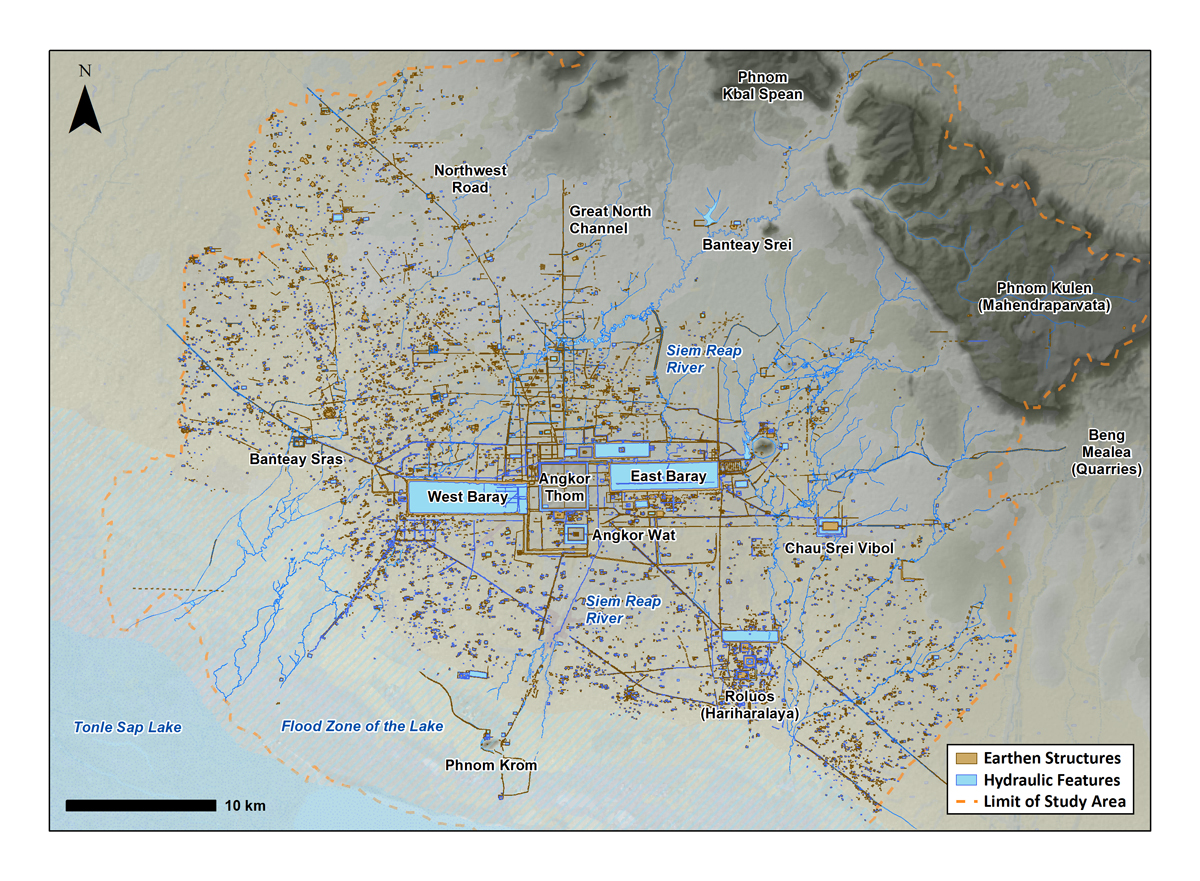 N
Phnom
Kbal Spean
Northwest
Road
Great North
Channel
Banteay Srei
Phnom Kulen
(Mahendraparvata)
Siem Reap
River
Beng
Mealea
(Quarries)
Banteay Sras
Angkor
Thom
East Baray
West Baray
Angkor Wat
Chau Srei Vibol
Siem Reap
River
Roluos
(Hariharalaya)
Tonle Sap Lake
Flood Zone of the Lake
Phnom Krom
Earthen Structures
Hydraulic Features
Limit of Study Area
10 km